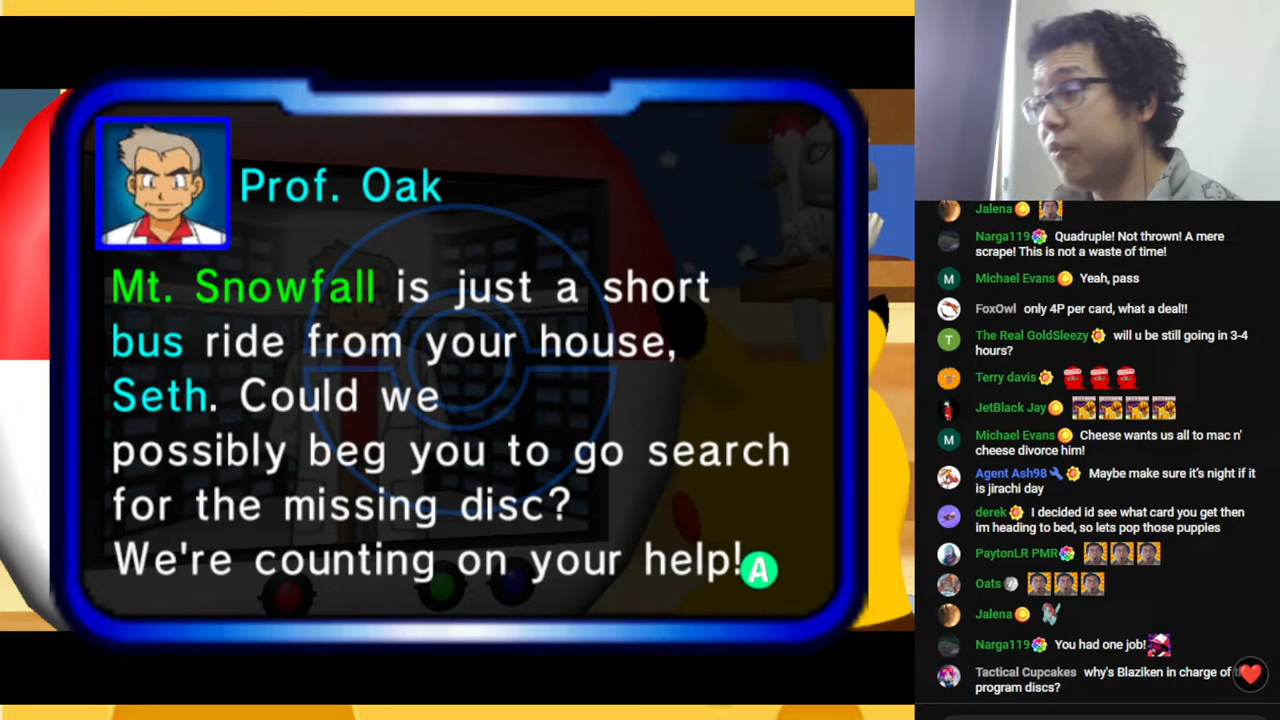 Prof. Oak
Mt. Snowfall is just a short
bus ride from your house,
Seth. Could we
possibly beg you to go search
for the missing disc?
We're counting on your help!
A
Jalena
Narga119 Quadruple! Not thrown! A mere
scrape! This is not a waste of time!
M Michael Evans Yeah, pass
FoxOwl only 4P per card, what a deal!!
T The Real GoldSleezy will u be still going in 3-4
hours?
Terry davis
JetBlack Jay
M Michael Evans Cheese wants us all to mac n'
cheese divorce him!
Agent Ash98 Maybe make sure it's night if it
is jirachi day
derek I decided id see what card you get then
im heading to bed, so lets pop those puppies
PaytonLR PMR
Oats
Jalena
Narga119 You had one job!
Tactical Cupcakes why's Blaziken in charge of
program discs?